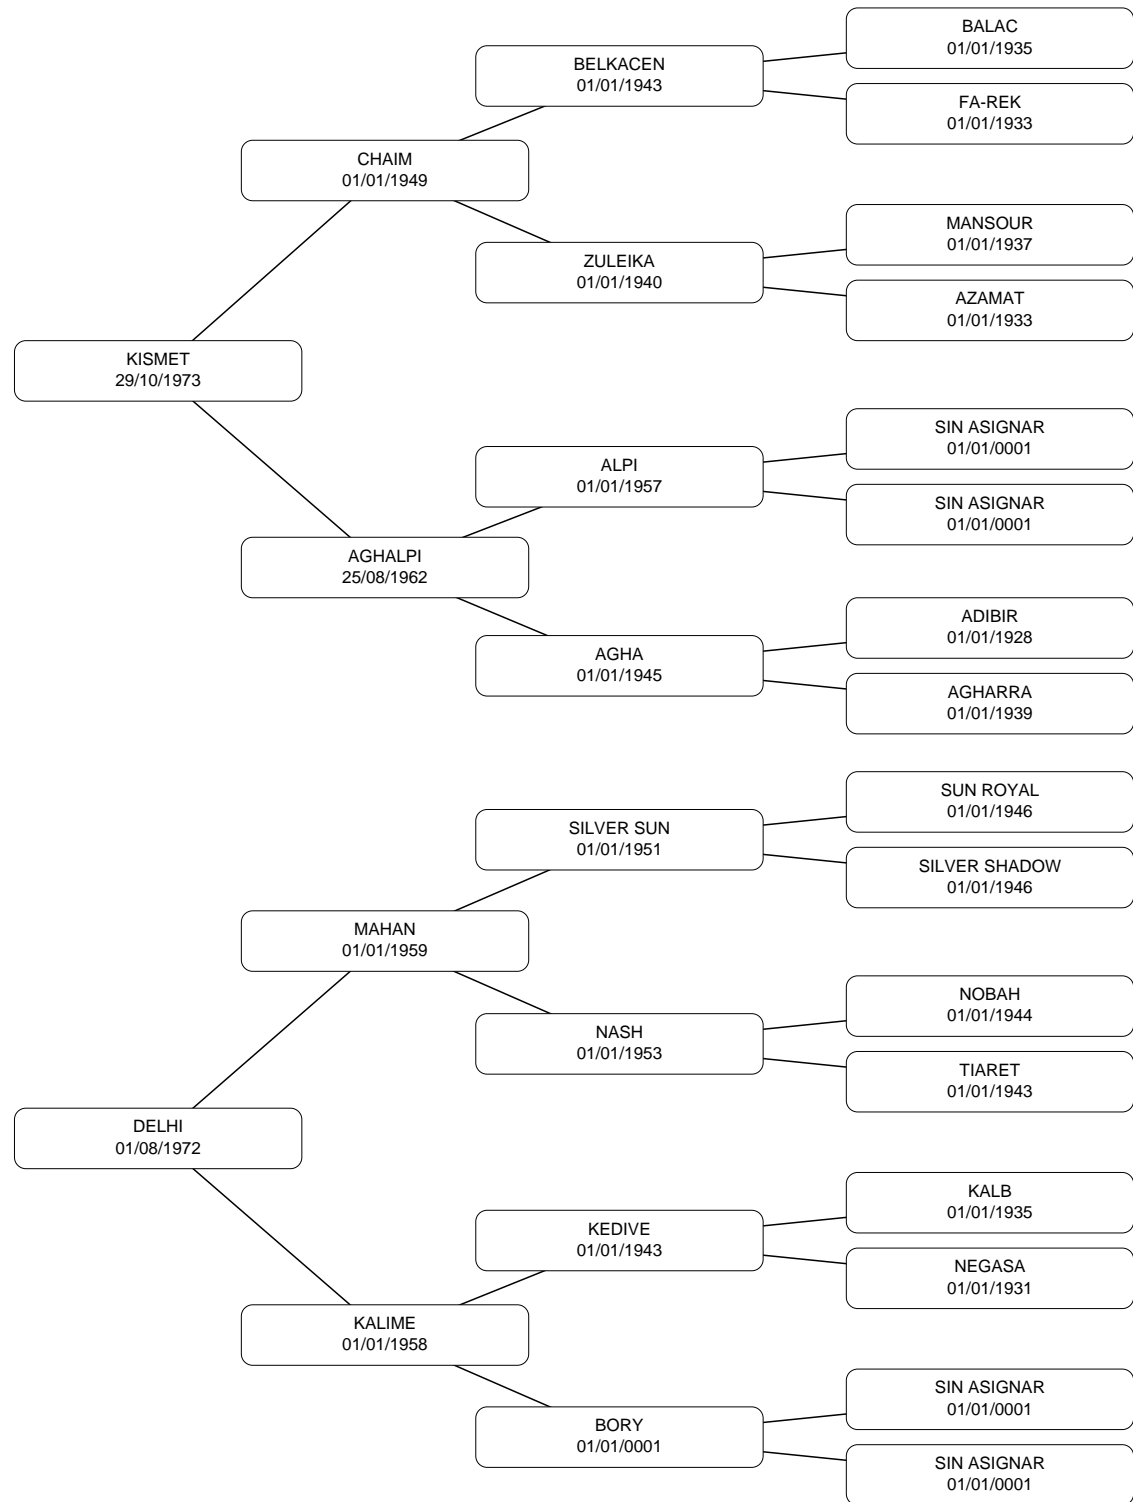 BALAC
01/01/1935
BELKACEN
01/01/1943
FA-REK
01/01/1933
CHAIM
01/01/1949
MANSOUR
01/01/1937
ZULEIKA
01/01/1940
AZAMAT
01/01/1933
KISMET
29/10/1973
SIN ASIGNAR
01/01/0001
ALPI
01/01/1957
SIN ASIGNAR
01/01/0001
AGHALPI
25/08/1962
ADIBIR
01/01/1928
AGHA
01/01/1945
AGHARRA
01/01/1939
SUN ROYAL
01/01/1946
SILVER SUN
01/01/1951
SILVER SHADOW
01/01/1946
MAHAN
01/01/1959
NOBAH
01/01/1944
NASH
01/01/1953
TIARET
01/01/1943
DELHI
01/08/1972
KALB
01/01/1935
KEDIVE
01/01/1943
NEGASA
01/01/1931
KALIME
01/01/1958
SIN ASIGNAR
01/01/0001
BORY
01/01/0001
SIN ASIGNAR
01/01/0001